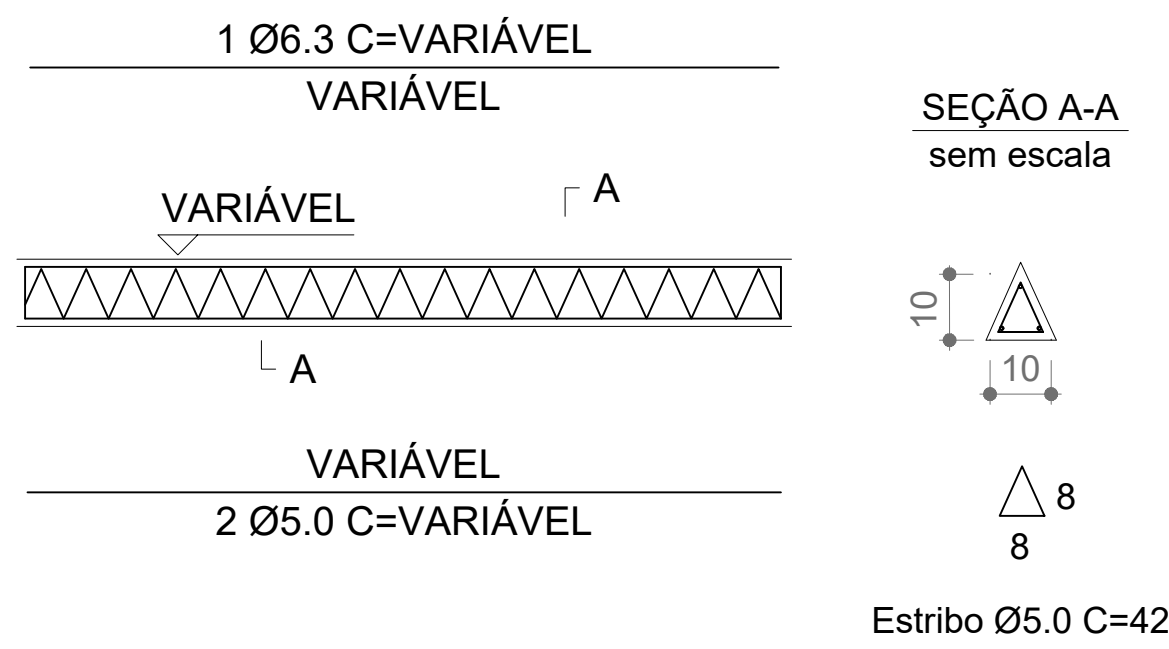 1 Ø6.3 C=VARIÁVEL
VARIÁVEL
SEÇÃO A-A
sem escala
VARIÁVEL
A
A
10
10
VARIÁVEL
2 Ø5.0 C=VARIÁVEL
8
8
Estribo Ø5.0 C=42